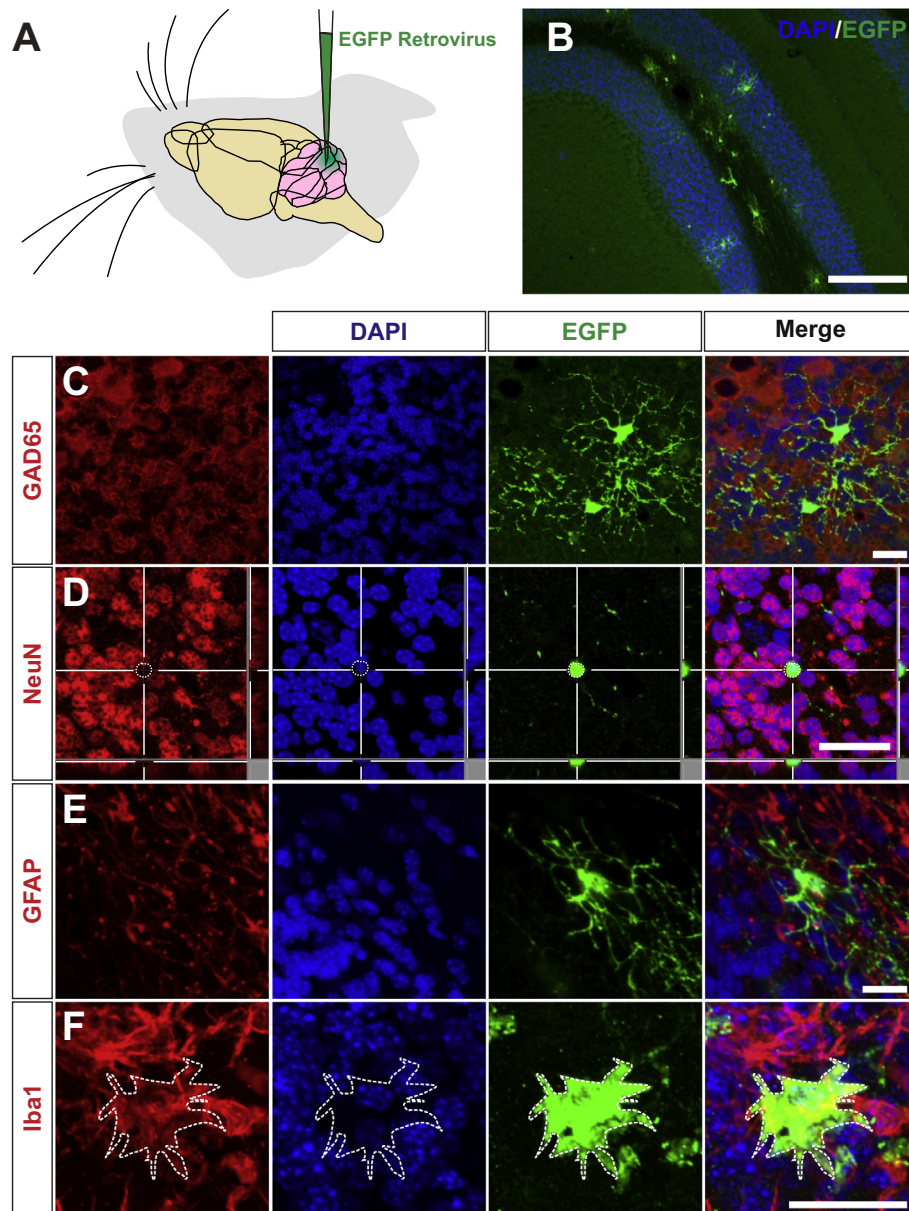 A
EGFP Retrovirus
B
DAPI/EGFP
DAPI
EGFP
Merge
C
GAD65
D
NeuN
E
GFAP
F
Iba1